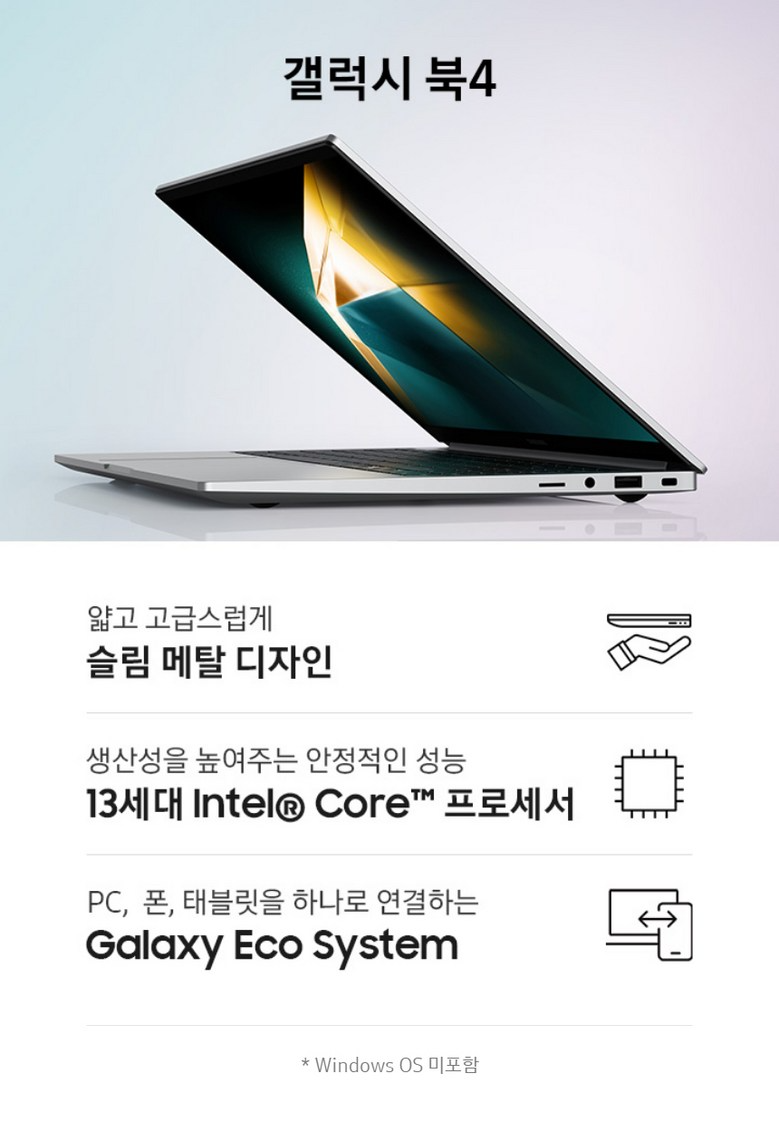 갤럭시 북4
얇고 고급스럽게
슬림 메탈 디자인
생산성을 높여주는 안정적인 성능
13세대 Intel® Core™ 프로세서
PC, 폰, 태블릿을 하나로 연결하는
Galaxy Eco System
* Windows OS 미포함